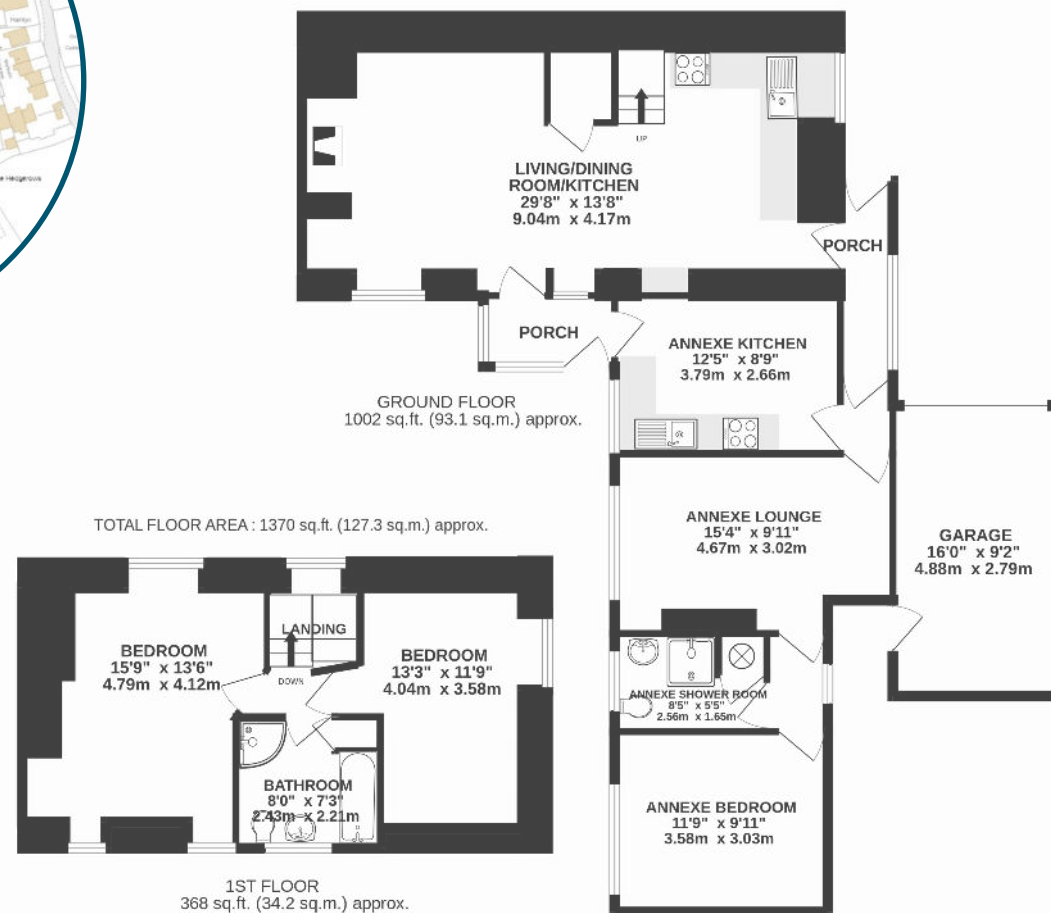 Hedgerows
LIVING/DINING
ROOM/KITCHEN
29'8" x 13'8"
9.04m x 4.17m
UP
PORCH
PORCH
ANNEXE KITCHEN
12'5" x 8'9"
3.79m x 2.66m
GROUND FLOOR
1002 sq.ft. (93.1 sq.m.) approx.
ANNEXE LOUNGE
15'4" x 9'11"
4.67m x 3.02m
GARAGE
16'0" x 9'2"
4.88m x 2.79m
TOTAL FLOOR AREA : 1370 sq.ft. (127.3 sq.m.) approx.
LANDING
BEDROOM
15'9" x 13'6"
4.79m x 4.12m
BEDROOM
13'3" x 11'9"
4.04m x 3.58m
DOWN
ANNEXE SHOWER ROOM
8'5" x 5'5"
2.56m x 1.65m
BATHROOM
8'0" x 7'3"
2.43m x 2.21m
ANNEXE BEDROOM
11'9" x 9'11"
3.58m x 3.03m
1ST FLOOR
368 sq.ft. (34.2 sq.m.) approx.